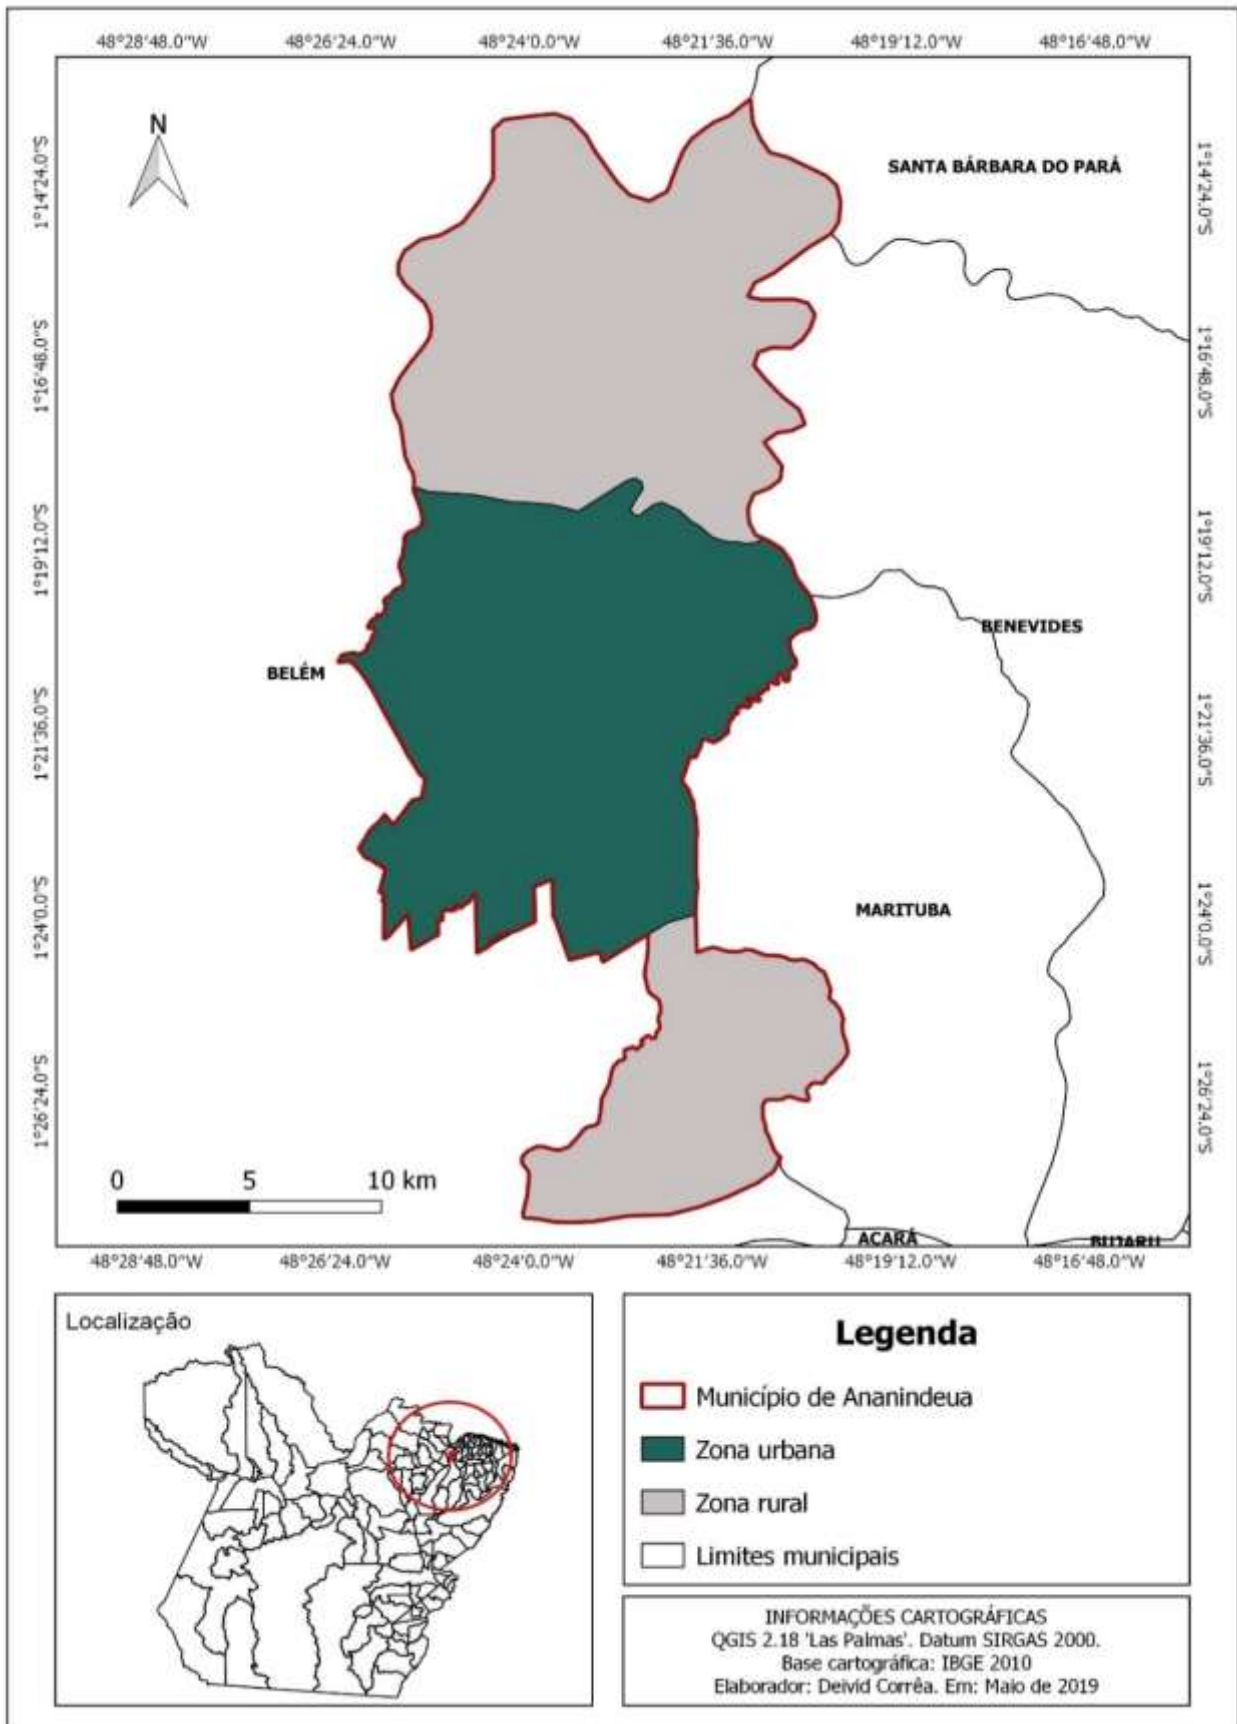 48°28'48.0"W 48°26'24.0"W 48°24'0.0"W 48°21'36.0"W 48°19'12.0"W 48°16'48.0"W
N
1°14'24.0"S
1°14'24.0"S
SANTA BÁRBARA DO PARÁ
1°16'48.0"S
1°16'48.0"S
1°19'12.0"S
1°19'12.0"S
BENEVIDES
BELÉM
1°21'36.0"S
1°21'36.0"S
MARITUBA
1°24'0.0"S
1°24'0.0"S
1°26'24.0"S
1°26'24.0"S
0 5 10 km
ACARÁ
BUJARU
48°28'48.0"W 48°26'24.0"W 48°24'0.0"W 48°21'36.0"W 48°19'12.0"W 48°16'48.0"W
Localização
Legenda
Município de Ananindeua
Zona urbana
Zona rural
Limites municipais
INFORMAÇÕES CARTOGRÁFICAS
QGIS 2.18 'Las Palmas'. Datum SIRGAS 2000.
Base cartográfica: IBGE 2010
Elaborador: Deivid Corrêa. Em: Maio de 2019